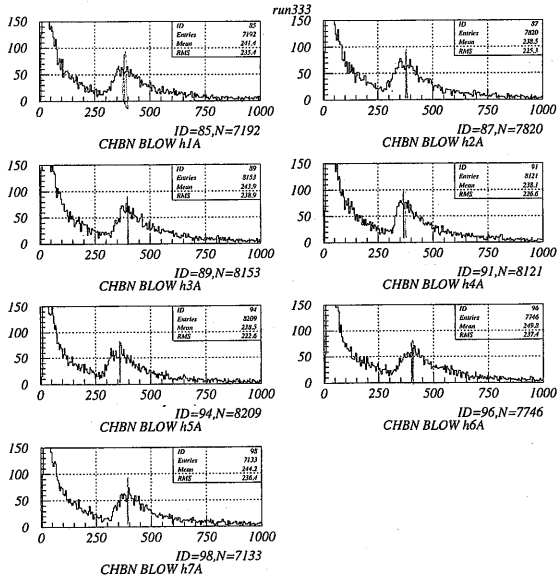 run333
150
100
50
0
0 250 500 750 1000
ID 85
Entries 7192
Mean 241.4
RMS 235.4
ID=85,N=7192
CHBN BLOW h1A
150
100
50
0
0 250 500 750 1000
ID 87
Entries 7820
Mean 238.5
RMS 225.3
ID=87,N=7820
CHBN BLOW h2A
150
100
50
0
0 250 500 750 1000
ID 89
Entries 8153
Mean 243.9
RMS 238.9
ID=89,N=8153
CHBN BLOW h3A
150
100
50
0
0 250 500 750 1000
ID 91
Entries 8121
Mean 238.1
RMS 226.6
ID=91,N=8121
CHBN BLOW h4A
150
100
50
0
0 250 500 750 1000
ID 94
Entries 8209
Mean 218.5
RMS 222.6
ID=94,N=8209
CHBN BLOW h5A
150
100
50
0
0 250 500 750 1000
ID 96
Entries 7746
Mean 249.8
RMS 237.4
ID=96,N=7746
CHBN BLOW h6A
150
100
50
0
0 250 500 750 1000
ID 98
Entries 7133
Mean 244.2
RMS 236.4
ID=98,N=7133
CHBN BLOW h7A